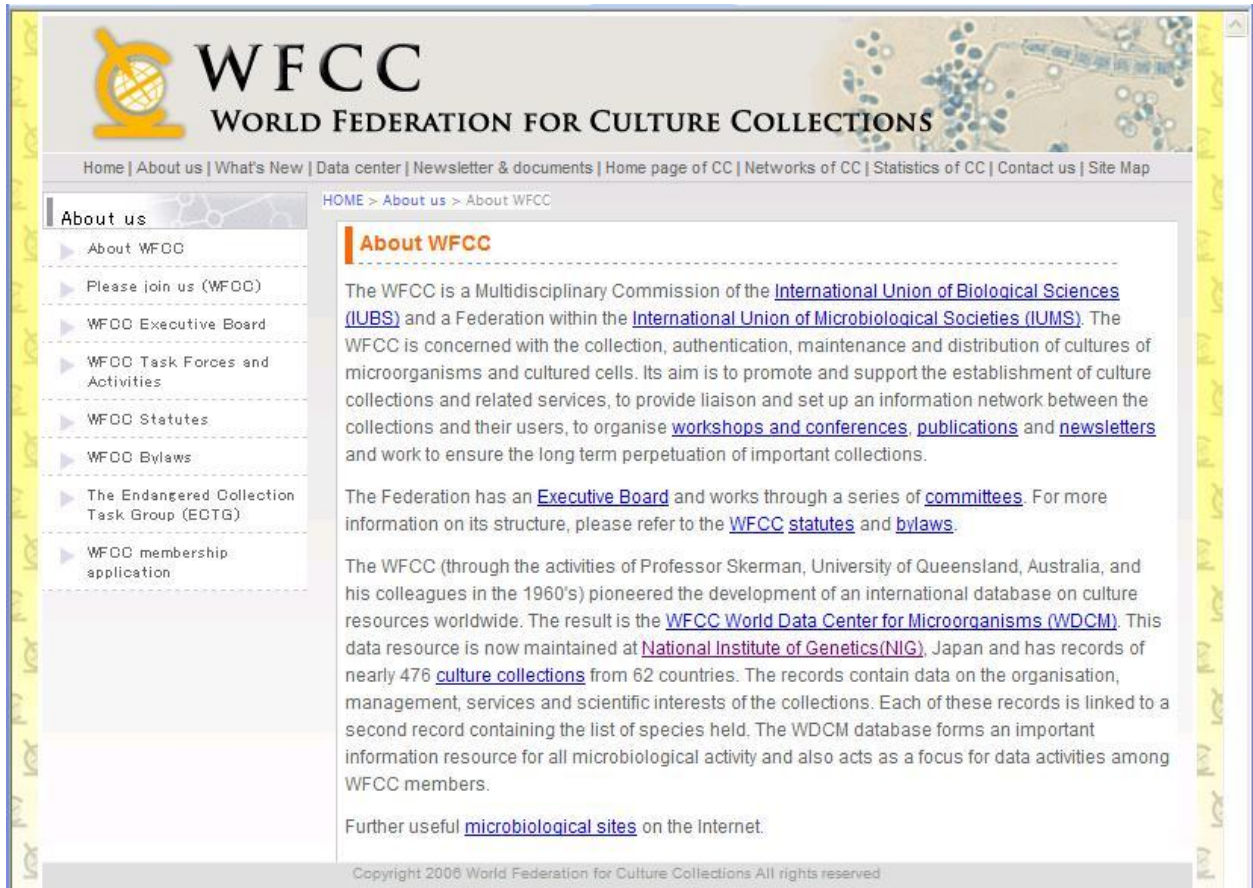 WFCC
WORLD FEDERATION FOR CULTURE COLLECTIONS
Home | About us | What's New | Data center | Newsletter & documents | Home page of CC | Networks of CC | Statistics of CC | Contact us | Site Map
About us
About WFCC
Please join us (WFCC)
WFCC Executive Board
WFCC Task Forces and
Activities
WFCC Statutes
WFCC Bylaws
The Endangered Collection
Task Group (ECTG)
WFCC membership
application
HOME > About us > About WFCC
About WFCC
The WFCC is a Multidisciplinary Commission of the International Union of Biological Sciences
(IUBS) and a Federation within the International Union of Microbiological Societies (IUMS). The
WFCC is concerned with the collection, authentication, maintenance and distribution of cultures of
microorganisms and cultured cells. Its aim is to promote and support the establishment of culture
collections and related services, to provide liaison and set up an information network between the
collections and their users, to organise workshops and conferences, publications and newsletters
and work to ensure the long term perpetuation of important collections.
The Federation has an Executive Board and works through a series of committees. For more
information on its structure, please refer to the WFCC statutes and bylaws.
The WFCC (through the activities of Professor Skerman, University of Queensland, Australia, and
his colleagues in the 1960's) pioneered the development of an international database on culture
resources worldwide. The result is the WFCC World Data Center for Microorganisms (WDCM). This
data resource is now maintained at National Institute of Genetics(NIG), Japan and has records of
nearly 476 culture collections from 62 countries. The records contain data on the organisation,
management, services and scientific interests of the collections. Each of these records is linked to a
second record containing the list of species held. The WDCM database forms an important
information resource for all microbiological activity and also acts as a focus for data activities among
WFCC members.
Further useful microbiological sites on the Internet.
Copyright 2006 World Federation for Culture Collections All rights reserved